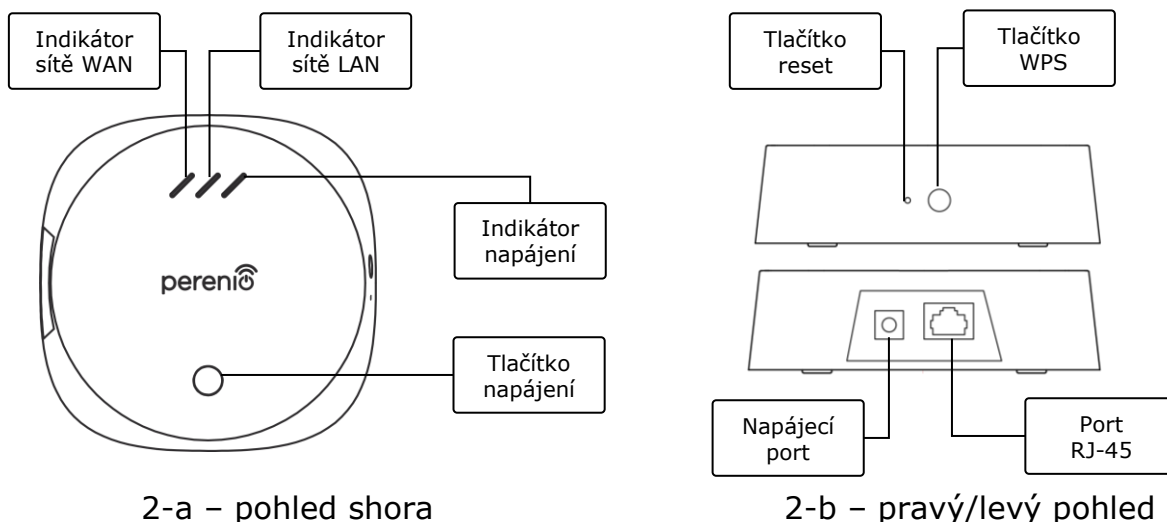 Indikátor
sítě WAN
Indikátor
sítě LAN
Indikátor
napájení
perenio
Tlačítko
napájení
2-a – pohled shora
Tlačítko
reset
Tlačítko
WPS
Napájecí
port
Port
RJ-45
2-b – pravý/levý pohled